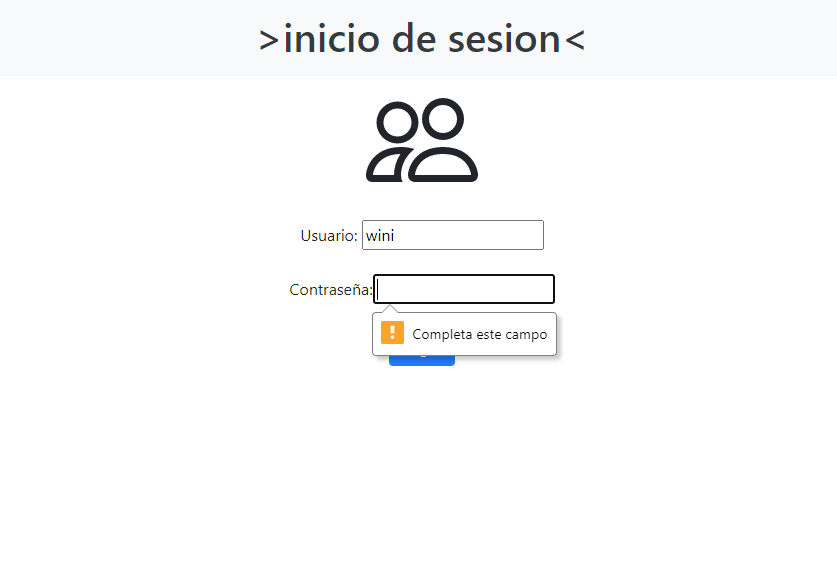 >inicio de sesion<
Usuario: wini
Contraseña:
Completa este campo